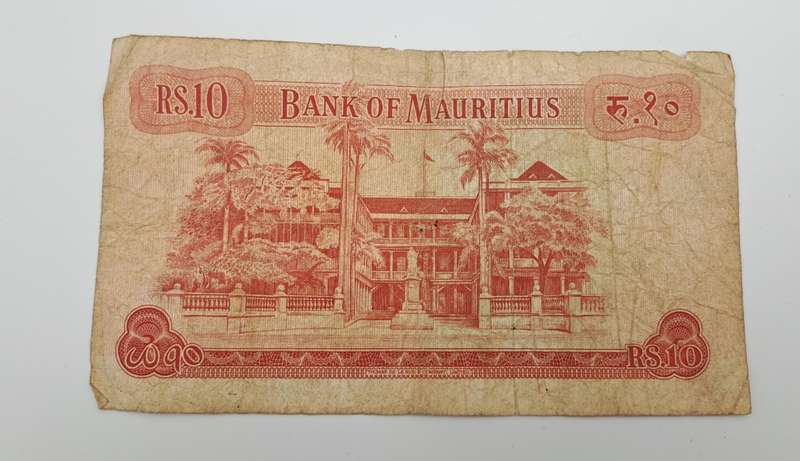 RS.10 BANK OF MAURITIUS रु.१०
RS.10